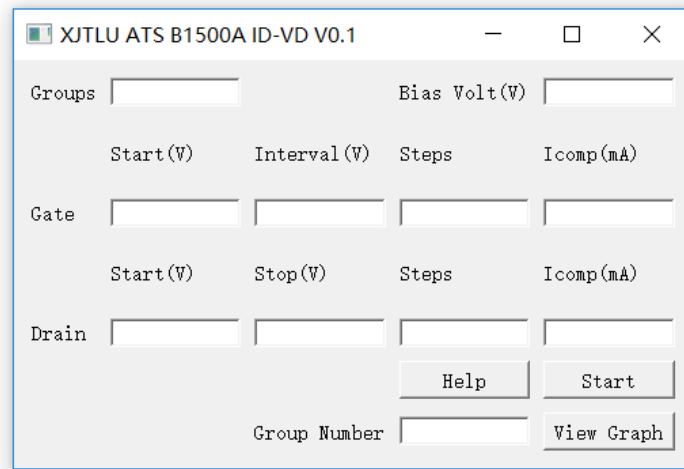 XJTLU ATS B1500A ID-VD V0.1
Groups Bias Volt(V)
Start(V) Interval(V) Steps Icomp(mA)
Gate
Start(V) Stop(V) Steps Icomp(mA)
Drain
Help Start
Group Number View Graph